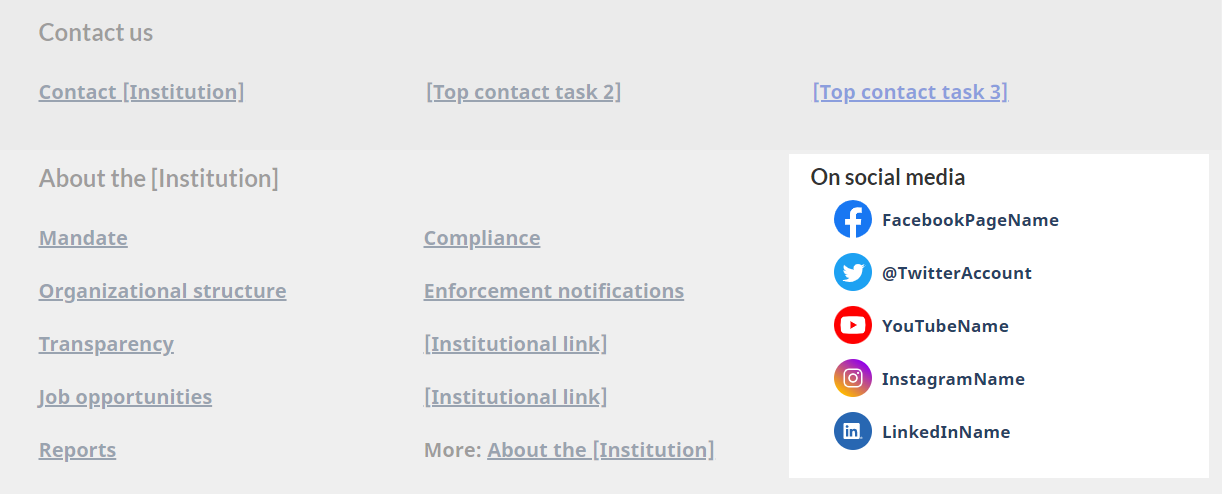 Contact us
Contact [Institution]
[Top contact task 2]
[Top contact task 3]
About the [Institution]
Mandate
Organizational structure
Transparency
Job opportunities
Reports
Compliance
Enforcement notifications
[Institutional link]
[Institutional link]
More: About the [Institution]
On social media
FacebookPageName
@TwitterAccount
YouTubeName
InstagramName
LinkedInName